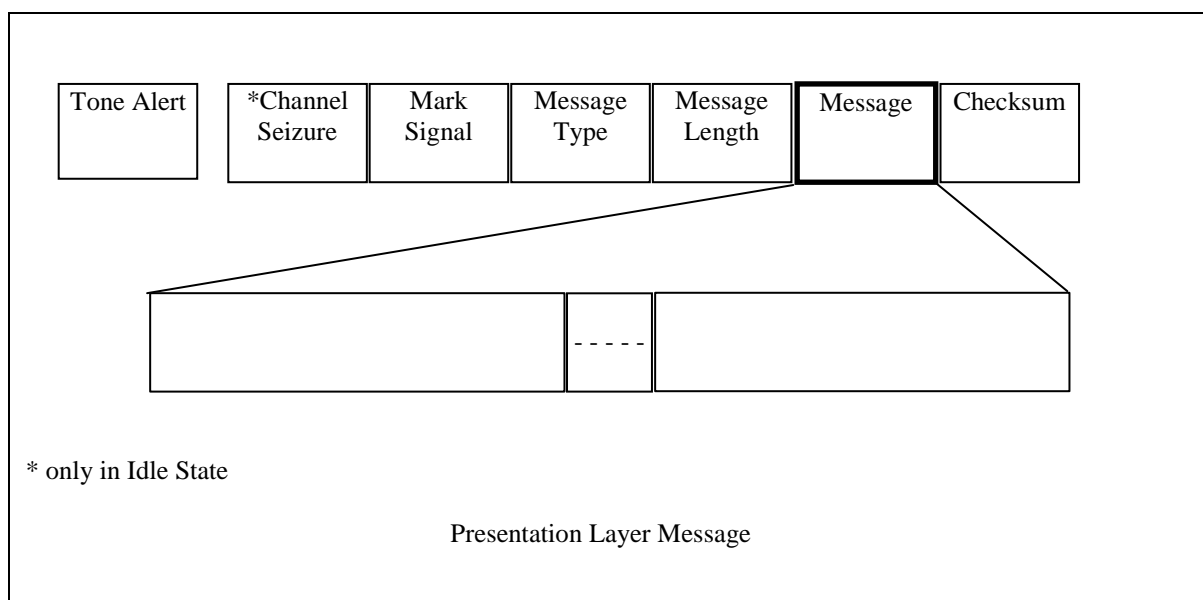 Tone Alert
*Channel
Seizure
Mark
Signal
Message
Type
Message
Length
Message
Checksum
- - - - -
* only in Idle State
Presentation Layer Message